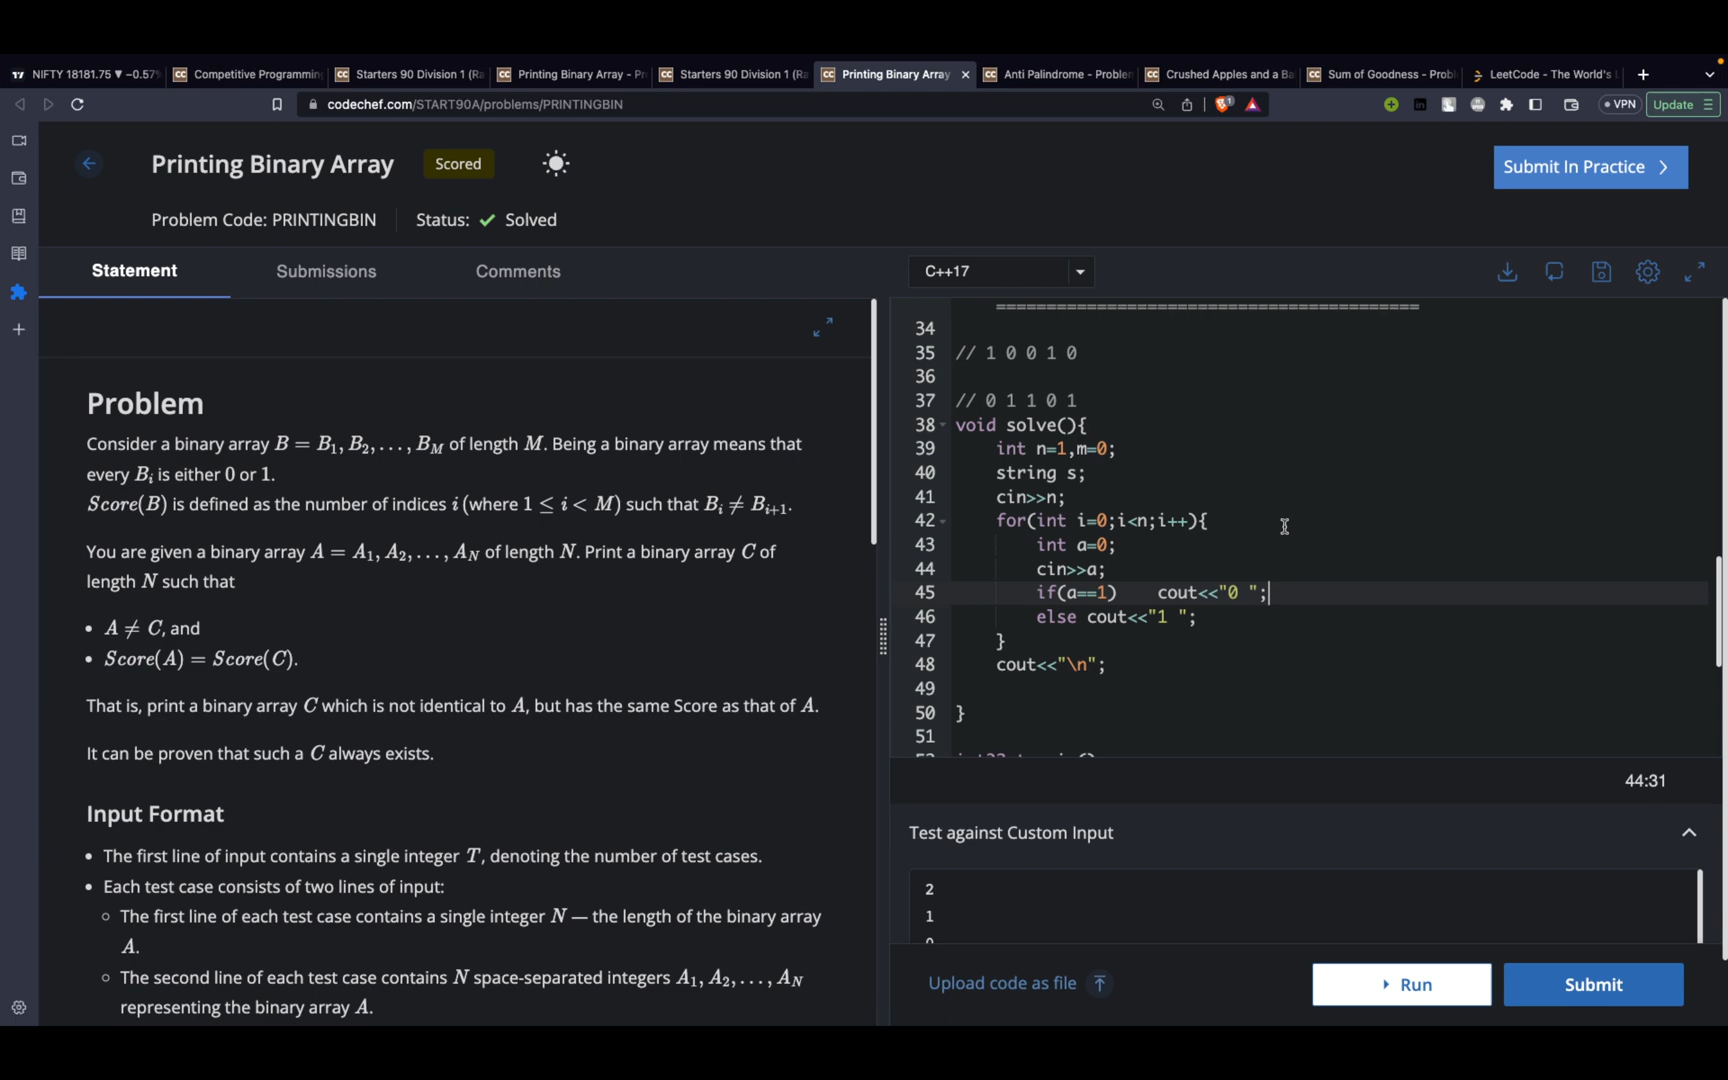 NIFTY 18181.75 ▼ −0.57%
Competitive Programmin
Starters 90 Division 1 (Ra
Printing Binary Array - Pr
Starters 90 Division 1 (Ra
Printing Binary Array
Anti Palindrome - Problem
Crushed Apples and a Ba
Sum of Goodness - Probl
LeetCode - The World's L
codechef.com/START90A/problems/PRINTINGBIN
VPN
Update
Printing Binary Array
Scored
Submit In Practice
Problem Code: PRINTINGBIN
Status: ✓ Solved
Statement
Submissions
Comments
Problem
Consider a binary array B = B₁, B₂, . . . , B_M of length M. Being a binary array means that
every Bᵢ is either 0 or 1.
Score(B) is defined as the number of indices i (where 1 ≤ i < M) such that Bᵢ ≠ Bᵢ₊₁.
You are given a binary array A = A₁, A₂, . . . , A_N of length N. Print a binary array C of
length N such that
• A ≠ C, and
• Score(A) = Score(C).
That is, print a binary array C which is not identical to A, but has the same Score as that of A.
It can be proven that such a C always exists.
Input Format
• The first line of input contains a single integer T, denoting the number of test cases.
• Each test case consists of two lines of input:
○ The first line of each test case contains a single integer N — the length of the binary array
A.
○ The second line of each test case contains N space-separated integers A₁, A₂, . . . , A_N
representing the binary array A.
C++17
==========================================
34
35 // 1 0 0 1 0
36
37 // 0 1 1 0 1
38 void solve(){
39 int n=1,m=0;
40 string s;
41 cin>>n;
42 for(int i=0;i<n;i++){
43 int a=0;
44 cin>>a;
45 if(a==1)    cout<<"0 ";
46 else cout<<"1 ";
47 }
48 cout<<"\n";
49
50 }
51
44:31
Test against Custom Input
2
1
0
Upload code as file
Run
Submit